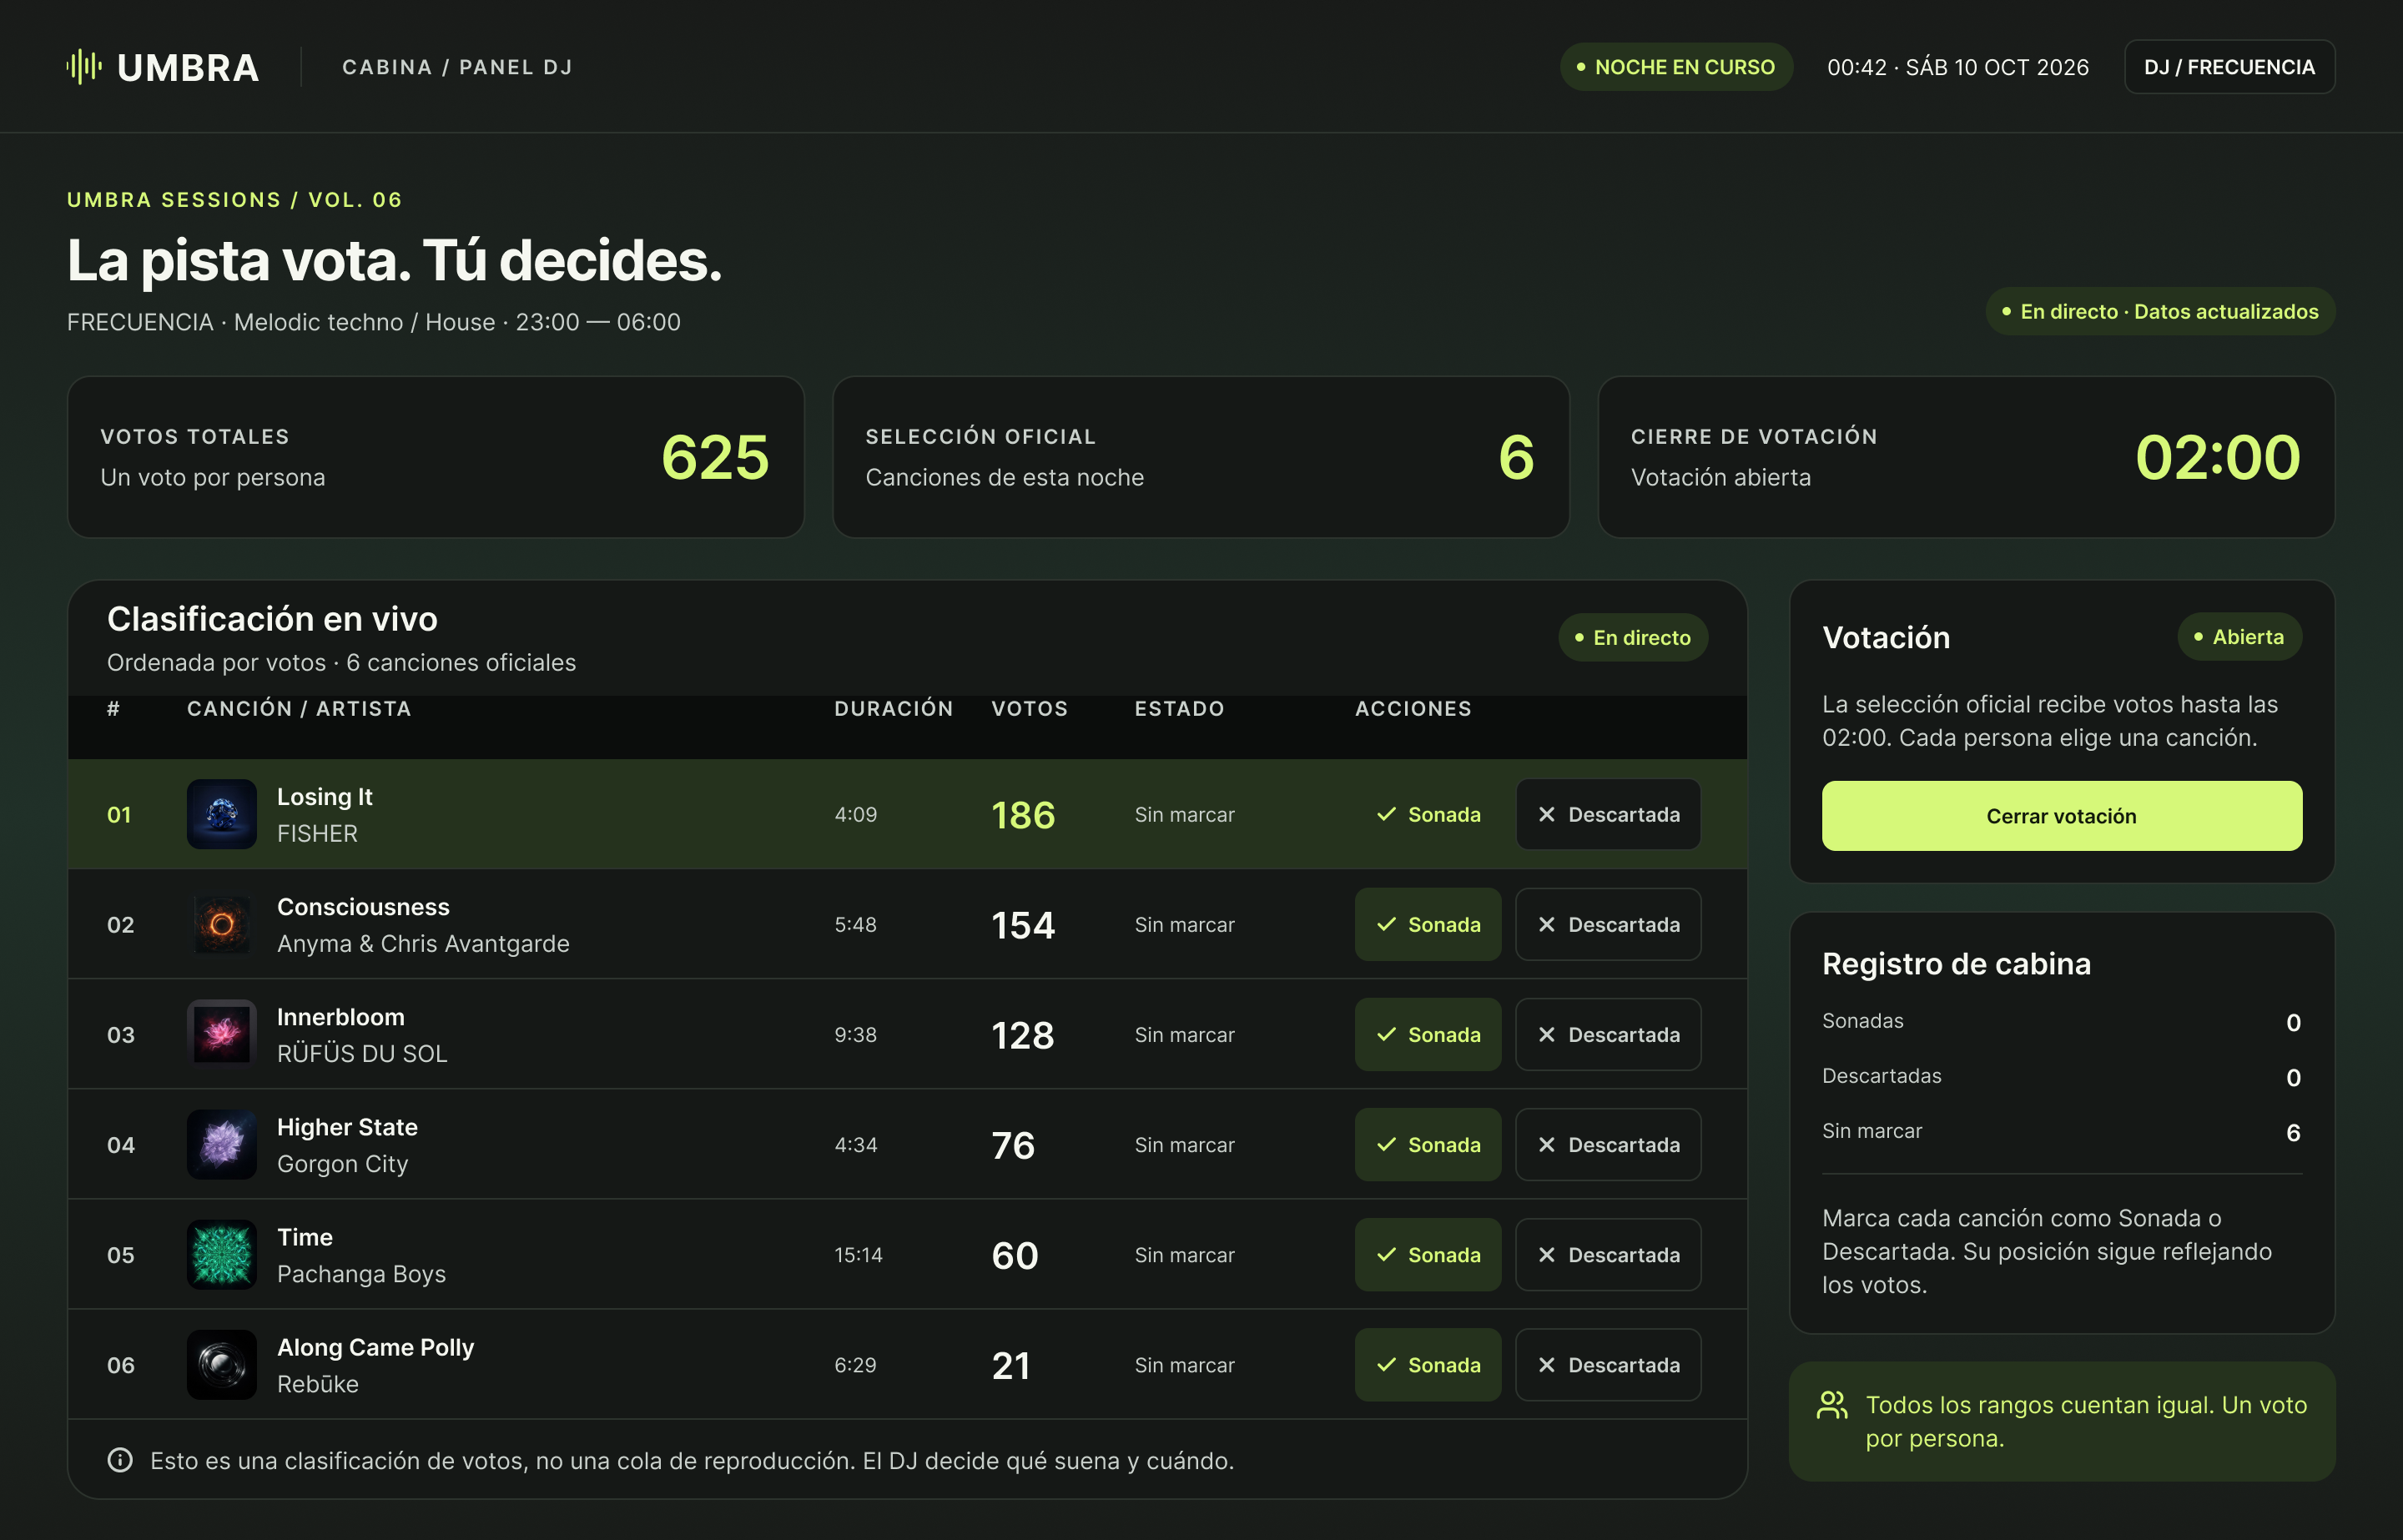 UMBRA
CABINA / PANEL DJ
NOCHE EN CURSO
00:42 · SÁB 10 OCT 2026
DJ / FRECUENCIA
UMBRA SESSIONS / VOL. 06
La pista vota. Tú decides.
FRECUENCIA · Melodic techno / House · 23:00 — 06:00
En directo · Datos actualizados
VOTOS TOTALES
Un voto por persona
625
SELECCIÓN OFICIAL
Canciones de esta noche
6
CIERRE DE VOTACIÓN
Votación abierta
02:00
Clasificación en vivo
Ordenada por votos · 6 canciones oficiales
En directo
# CANCIÓN / ARTISTA DURACIÓN VOTOS ESTADO ACCIONES
01 Losing It
FISHER
4:09 186 Sin marcar Sonada Descartada
02 Consciousness
Anyma & Chris Avantgarde
5:48 154 Sin marcar Sonada Descartada
03 Innerbloom
RÜFÜS DU SOL
9:38 128 Sin marcar Sonada Descartada
04 Higher State
Gorgon City
4:34 76 Sin marcar Sonada Descartada
05 Time
Pachanga Boys
15:14 60 Sin marcar Sonada Descartada
06 Along Came Polly
Rebūke
6:29 21 Sin marcar Sonada Descartada
Esto es una clasificación de votos, no una cola de reproducción. El DJ decide qué suena y cuándo.
Votación
Abierta
La selección oficial recibe votos hasta las
02:00. Cada persona elige una canción.
Cerrar votación
Registro de cabina
Sonadas 0
Descartadas 0
Sin marcar 6
Marca cada canción como Sonada o
Descartada. Su posición sigue reflejando
los votos.
Todos los rangos cuentan igual. Un voto
por persona.